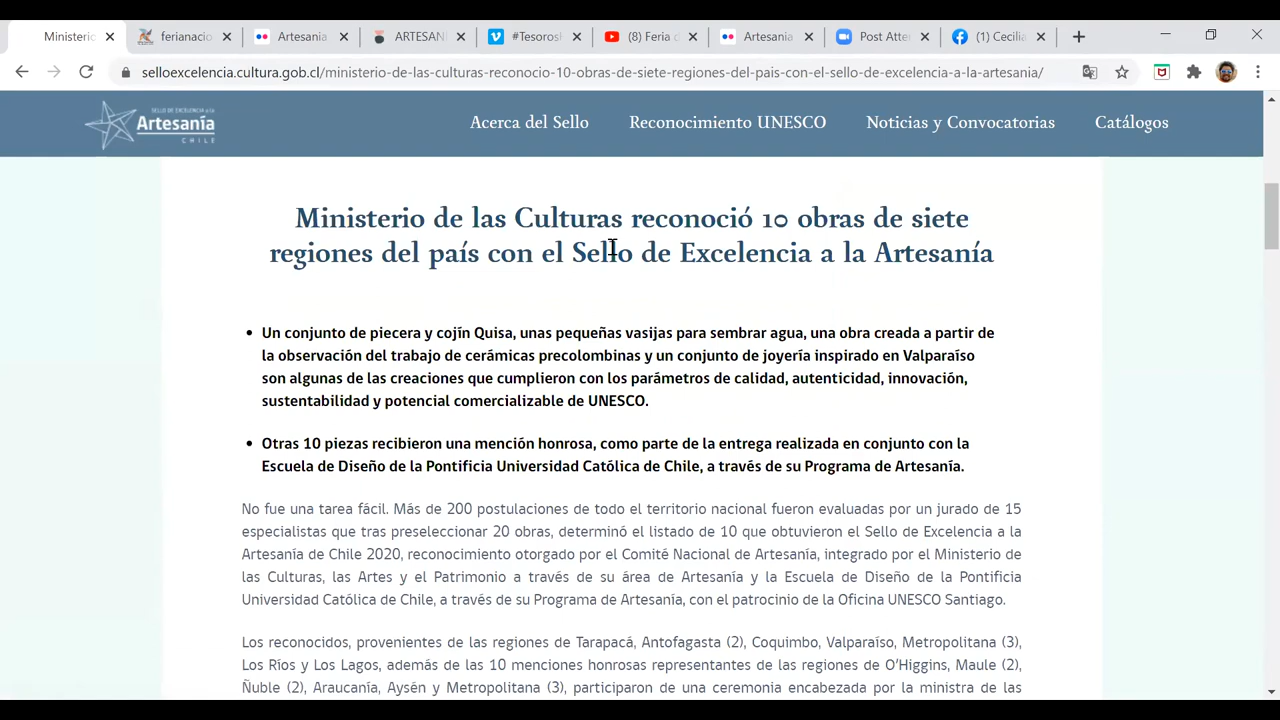 Ministerio
ferianacio
Artesania
ARTESAN
#Tesoros
(8) Feria d
Artesania
Post Atte
(1) Cecilia
selloexcelencia.cultura.gob.cl/ministerio-de-las-culturas-reconocio-10-obras-de-siete-regiones-del-pais-con-el-sello-de-excelencia-a-la-artesania/
SELLO DE EXCELENCIA a la
Artesanía
CHILE
Acerca del Sello
Reconocimiento UNESCO
Noticias y Convocatorias
Catálogos
Ministerio de las Culturas reconoció 10 obras de siete
regiones del país con el Sello de Excelencia a la Artesanía
• Un conjunto de piecera y cojín Quisa, unas pequeñas vasijas para sembrar agua, una obra creada a partir de
la observación del trabajo de cerámicas precolombinas y un conjunto de joyería inspirado en Valparaíso
son algunas de las creaciones que cumplieron con los parámetros de calidad, autenticidad, innovación,
sustentabilidad y potencial comercializable de UNESCO.
• Otras 10 piezas recibieron una mención honrosa, como parte de la entrega realizada en conjunto con la
Escuela de Diseño de la Pontificia Universidad Católica de Chile, a través de su Programa de Artesanía.
No fue una tarea fácil. Más de 200 postulaciones de todo el territorio nacional fueron evaluadas por un jurado de 15
especialistas que tras preseleccionar 20 obras, determinó el listado de 10 que obtuvieron el Sello de Excelencia a la
Artesanía de Chile 2020, reconocimiento otorgado por el Comité Nacional de Artesanía, integrado por el Ministerio de
las Culturas, las Artes y el Patrimonio a través de su área de Artesanía y la Escuela de Diseño de la Pontificia
Universidad Católica de Chile, a través de su Programa de Artesanía, con el patrocinio de la Oficina UNESCO Santiago.
Los reconocidos, provenientes de las regiones de Tarapacá, Antofagasta (2), Coquimbo, Valparaíso, Metropolitana (3),
Los Ríos y Los Lagos, además de las 10 menciones honrosas representantes de las regiones de O'Higgins, Maule (2),
Ñuble (2), Araucanía, Aysén y Metropolitana (3), participaron de una ceremonia encabezada por la ministra de las